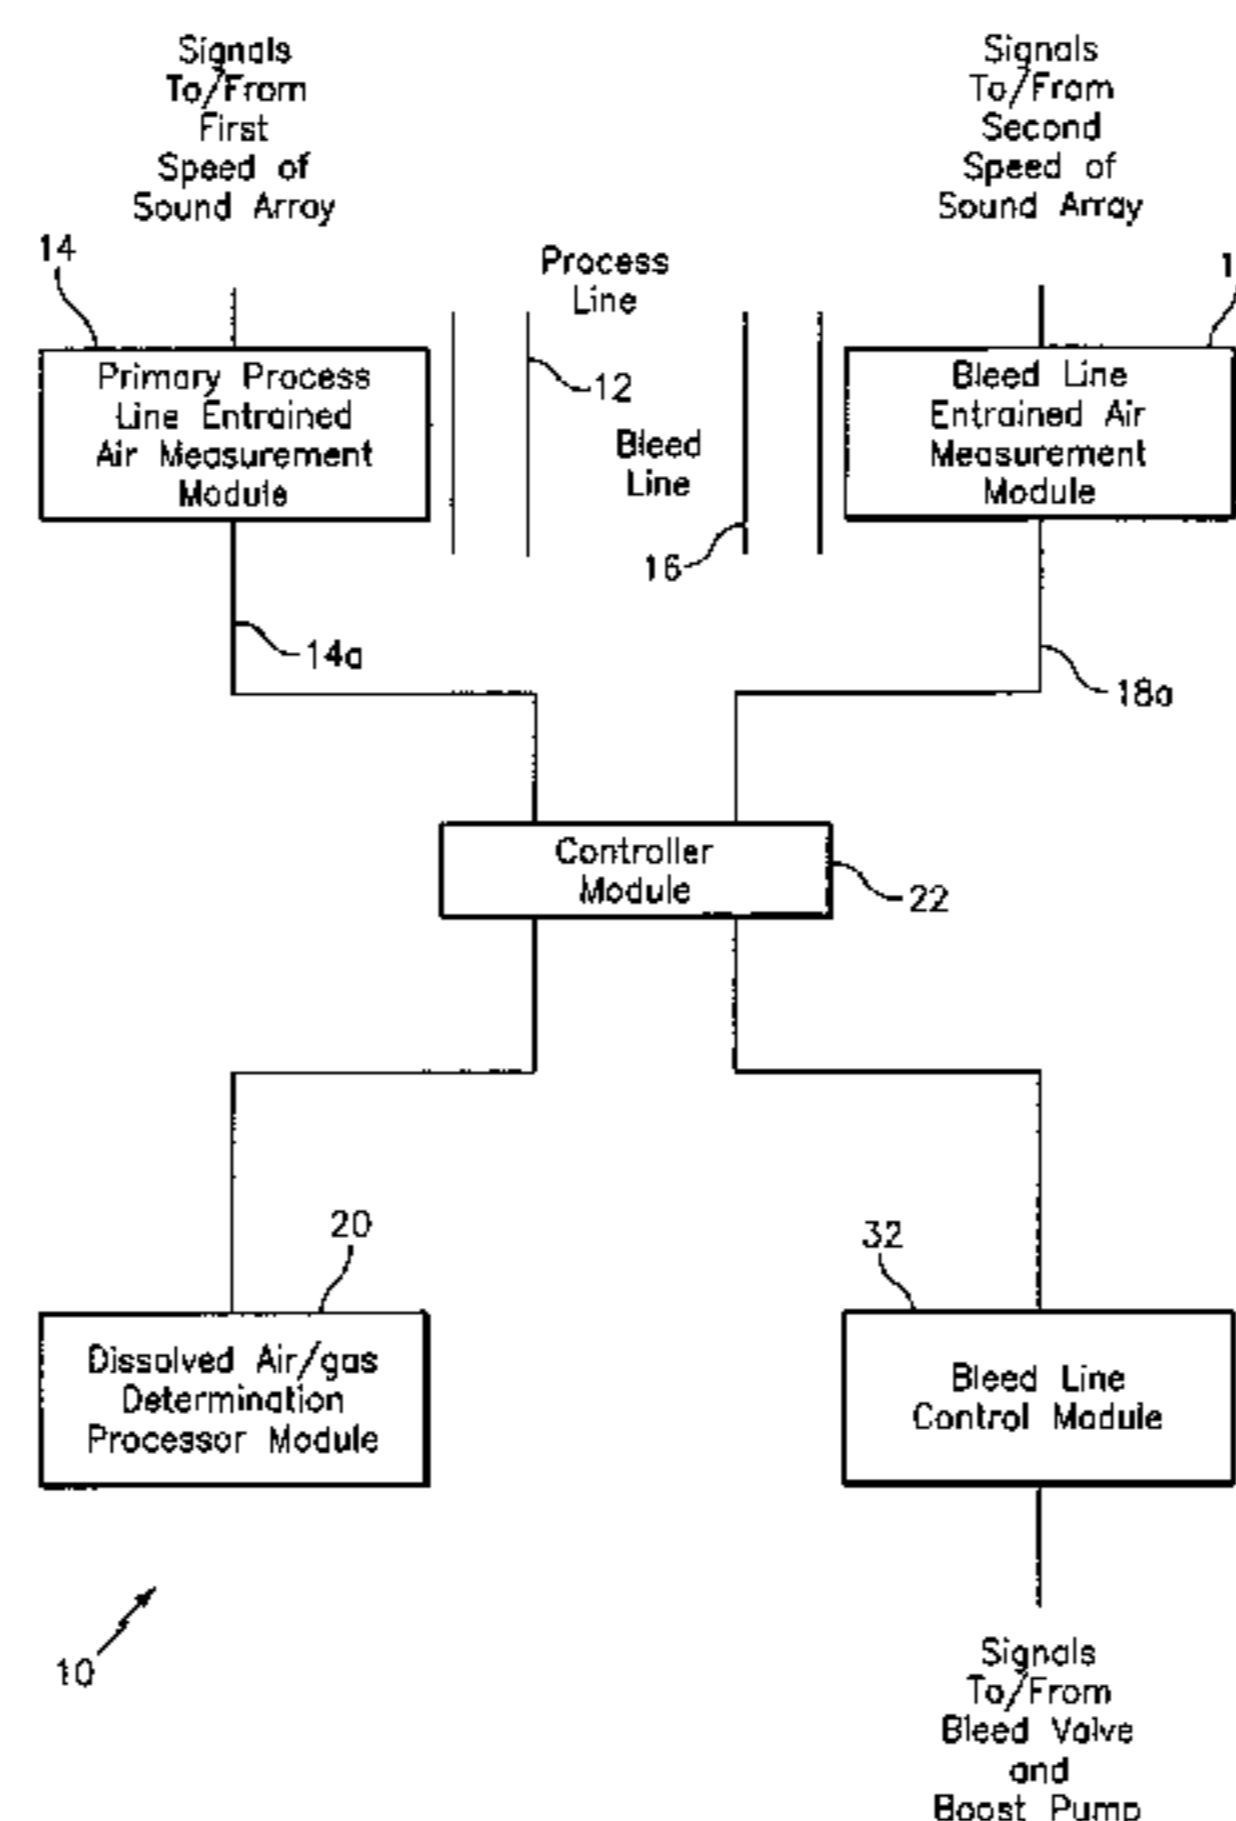 Signals
To/From
First
Speed of
Sound Array
Signals
To/From
Second
Speed of
Sound Array
14
Process
Line
1
Primary Process
Line Entrained
Air Measurement
Module
12
Bleed Line
Entrained Air
Measurement
Module
Bleed
Line
16
14a
18a
Controller
Module
22
20
32
Dissolved Air/gas
Determination
Processor Module
Bleed Line
Control Module
10
Signals
To/From
Bleed Valve
and
Boost Pump